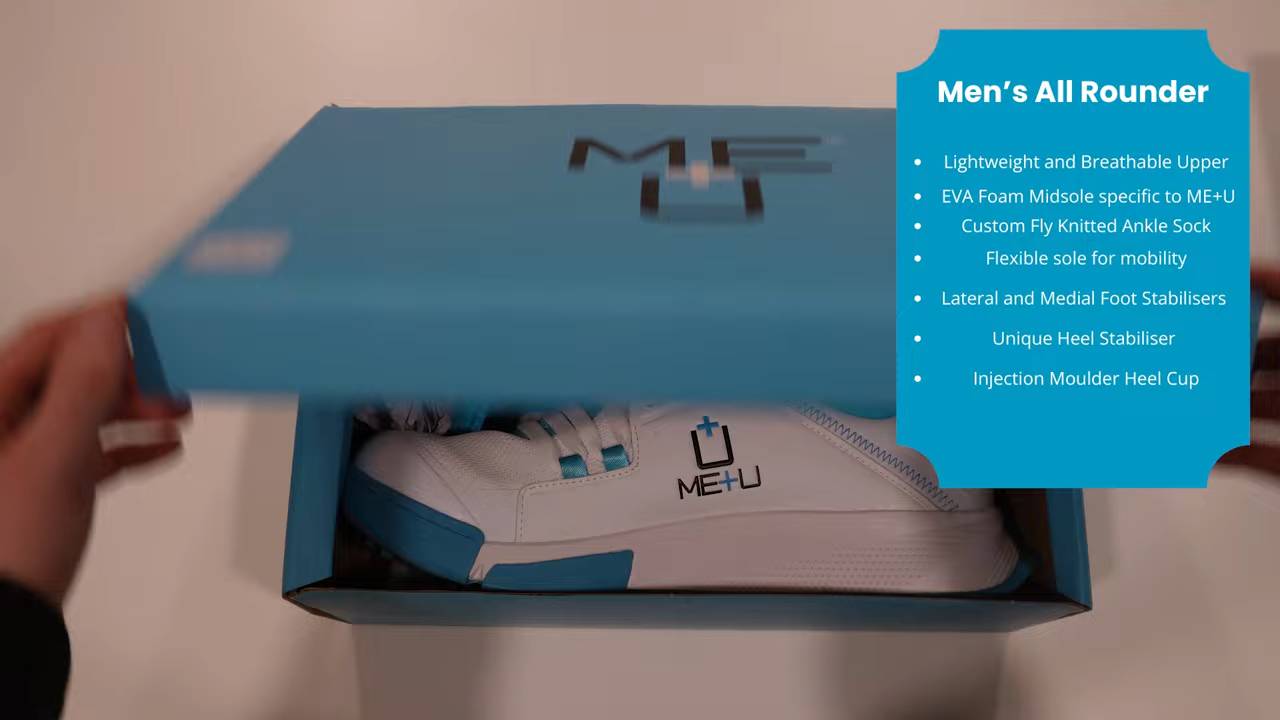 Men's All Rounder
Lightweight and Breathable Upper
EVA Foam Midsole specific to ME+U
Custom Fly Knitted Ankle Sock
Flexible sole for mobility
Lateral and Medial Foot Stabilisers
Unique Heel Stabiliser
Injection Moulder Heel Cup
ME
U
U
ME+U